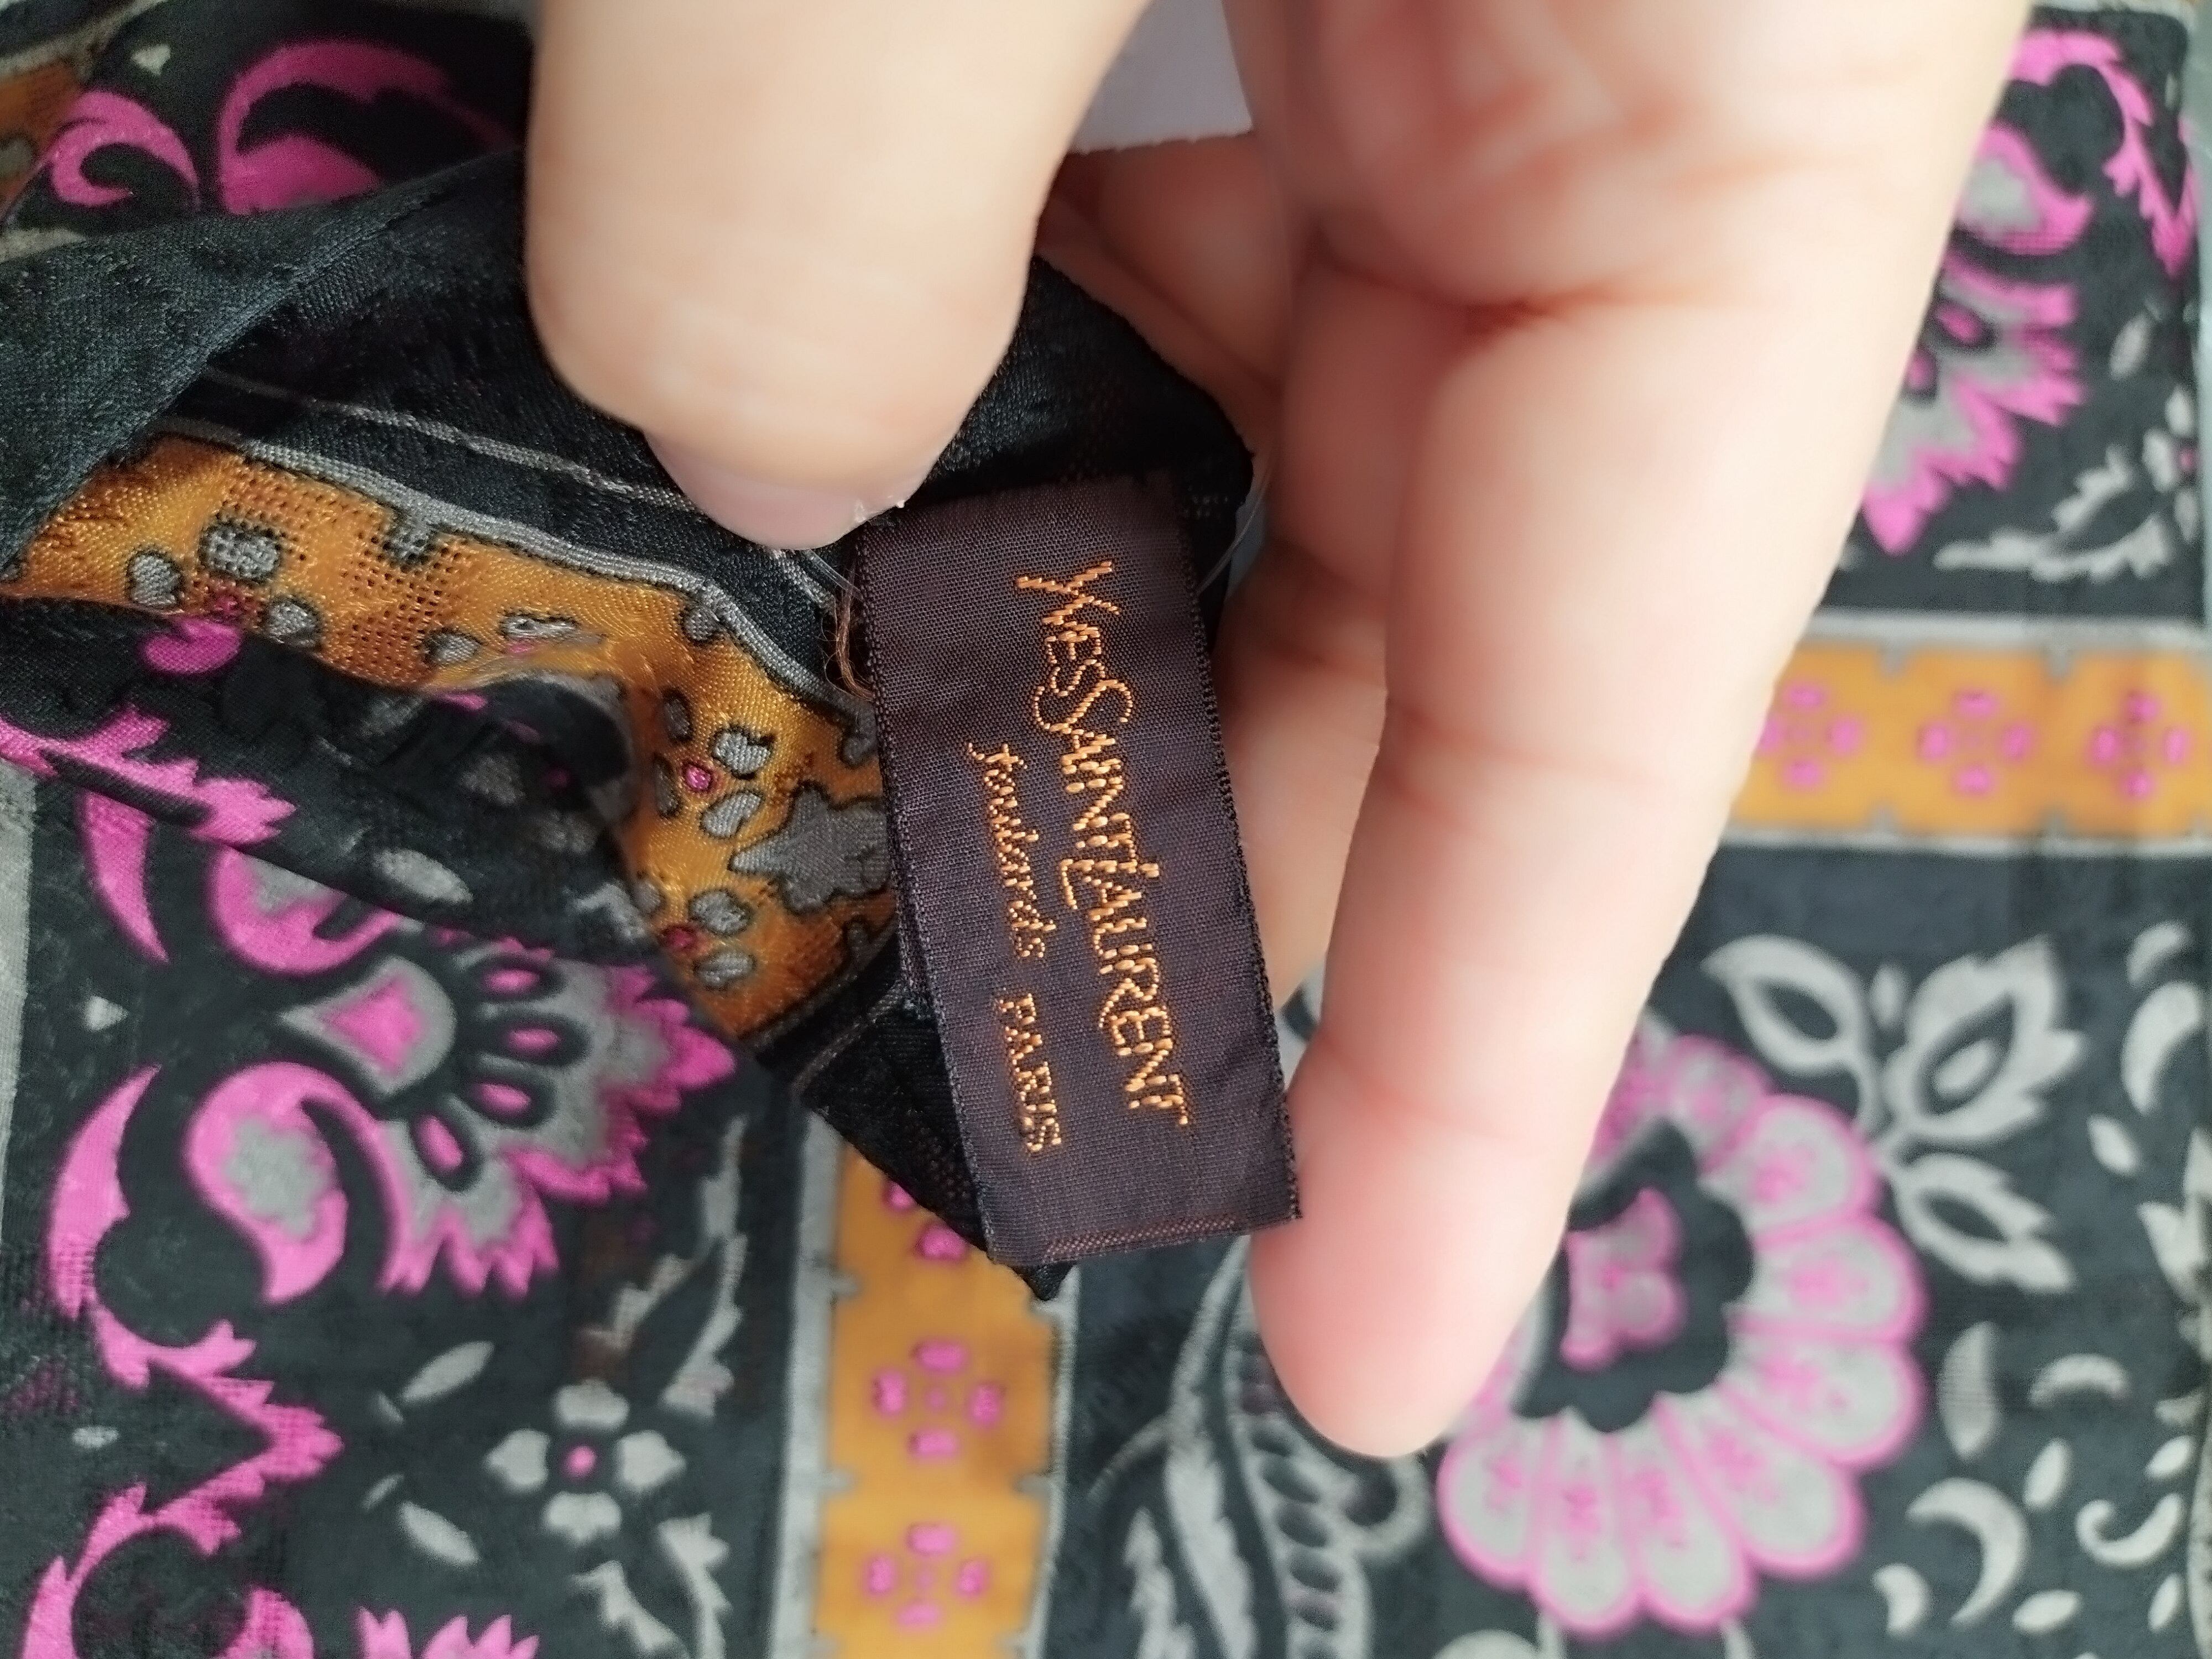 YVES SAINT LAURENT
foulards PARIS